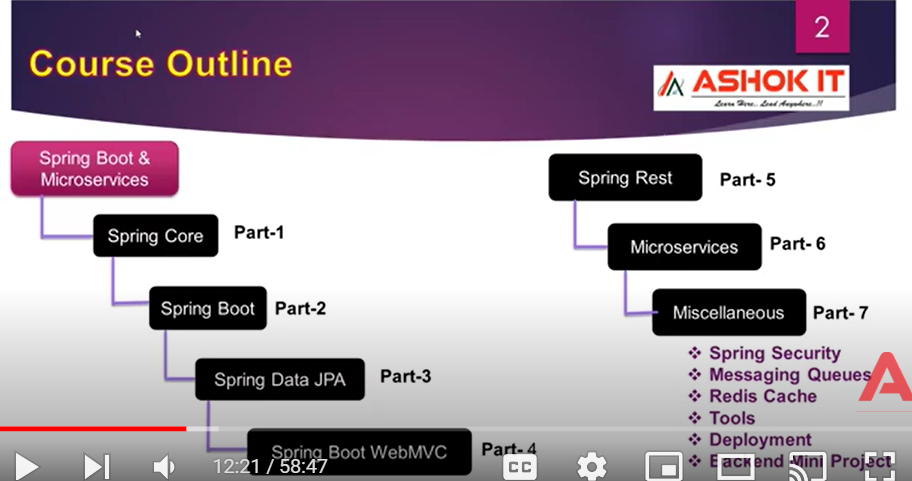 2
Course Outline
ASHOK IT
Learn Here.. Lead Anywhere..!!
Spring Boot &
Microservices
Spring Core
Part-1
Spring Boot
Part-2
Spring Data JPA
Part-3
Spring Boot WebMVC
Part- 4
Spring Rest
Part- 5
Microservices
Part- 6
Miscellaneous
Part- 7
❖ Spring Security
❖ Messaging Queues
❖ Redis Cache
❖ Tools
❖ Deployment
❖ Backend Mini Project
A
12:21 / 58:47
CC